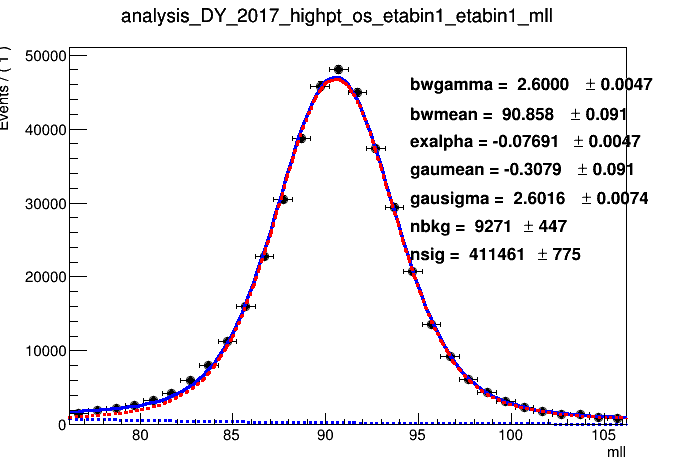 analysis_DY_2017_highpt_os_etabin1_etabin1_mll
Events / ( 1 )
50000
40000
30000
20000
10000
0
bwgamma = 2.6000 ± 0.0047
bwmean = 90.858 ± 0.091
exalpha = -0.07691 ± 0.0047
gaumean = -0.3079 ± 0.091
gausigma = 2.6016 ± 0.0074
nbkg = 9271 ± 447
nsig = 411461 ± 775
80 85 90 95 100 105
mll